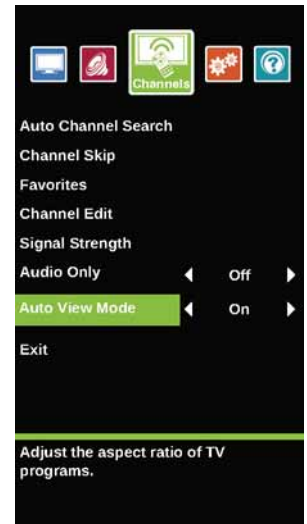 Channels
Auto Channel Search
Channel Skip
Favorites
Channel Edit
Signal Strength
Audio Only Off
Auto View Mode On
Exit
Adjust the aspect ratio of TV
programs.